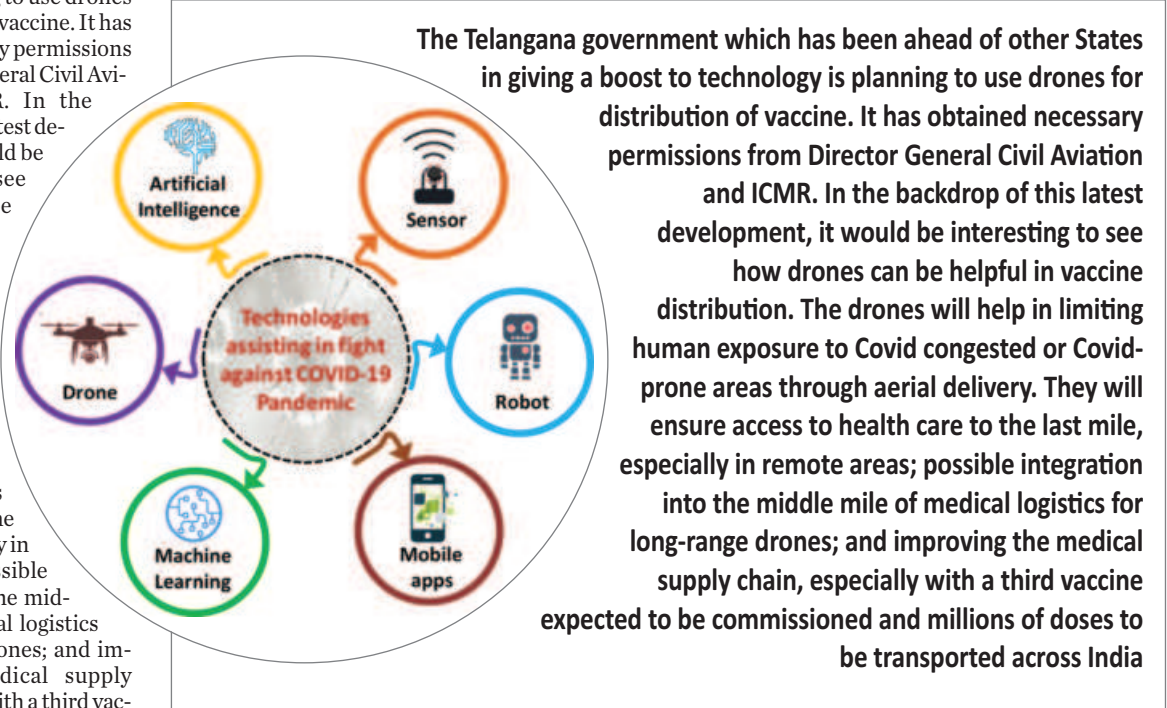 g to use drones
vaccine. It has
y permissions
eral Civil Avi-
R. In the
test de-
ld be
see
e
s
ne
y in
ssible
he mid-
al logistics
ones; and im-
dical supply
ith a third vac-
Artificial
Intelligence
Sensor
Drone
Technologies
assisting in fight
against COVID-19
Pandemic
Robot
Machine
Learning
Mobile
apps
The Telangana government which has been ahead of other States
in giving a boost to technology is planning to use drones for
distribution of vaccine. It has obtained necessary
permissions from Director General Civil Aviation
and ICMR. In the backdrop of this latest
development, it would be interesting to see
how drones can be helpful in vaccine
distribution. The drones will help in limiting
human exposure to Covid congested or Covid-
prone areas through aerial delivery. They will
ensure access to health care to the last mile,
especially in remote areas; possible integration
into the middle mile of medical logistics for
long-range drones; and improving the medical
supply chain, especially with a third vaccine
expected to be commissioned and millions of doses to
be transported across India